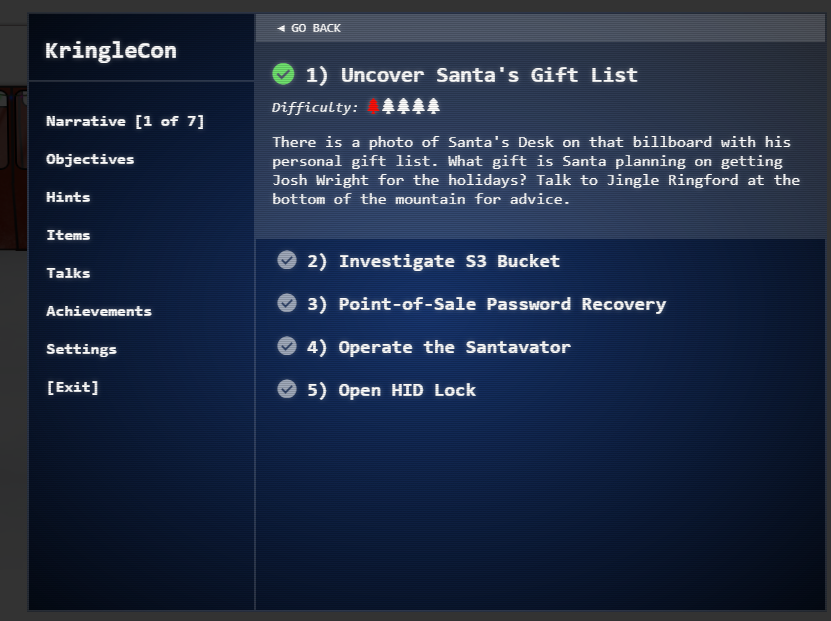 KringleCon
Narrative [1 of 7]
Objectives
Hints
Items
Talks
Achievements
Settings
[Exit]
◄ GO BACK
1) Uncover Santa's Gift List
Difficulty:
There is a photo of Santa's Desk on that billboard with his
personal gift list. What gift is Santa planning on getting
Josh Wright for the holidays? Talk to Jingle Ringford at the
bottom of the mountain for advice.
2) Investigate S3 Bucket
3) Point-of-Sale Password Recovery
4) Operate the Santavator
5) Open HID Lock